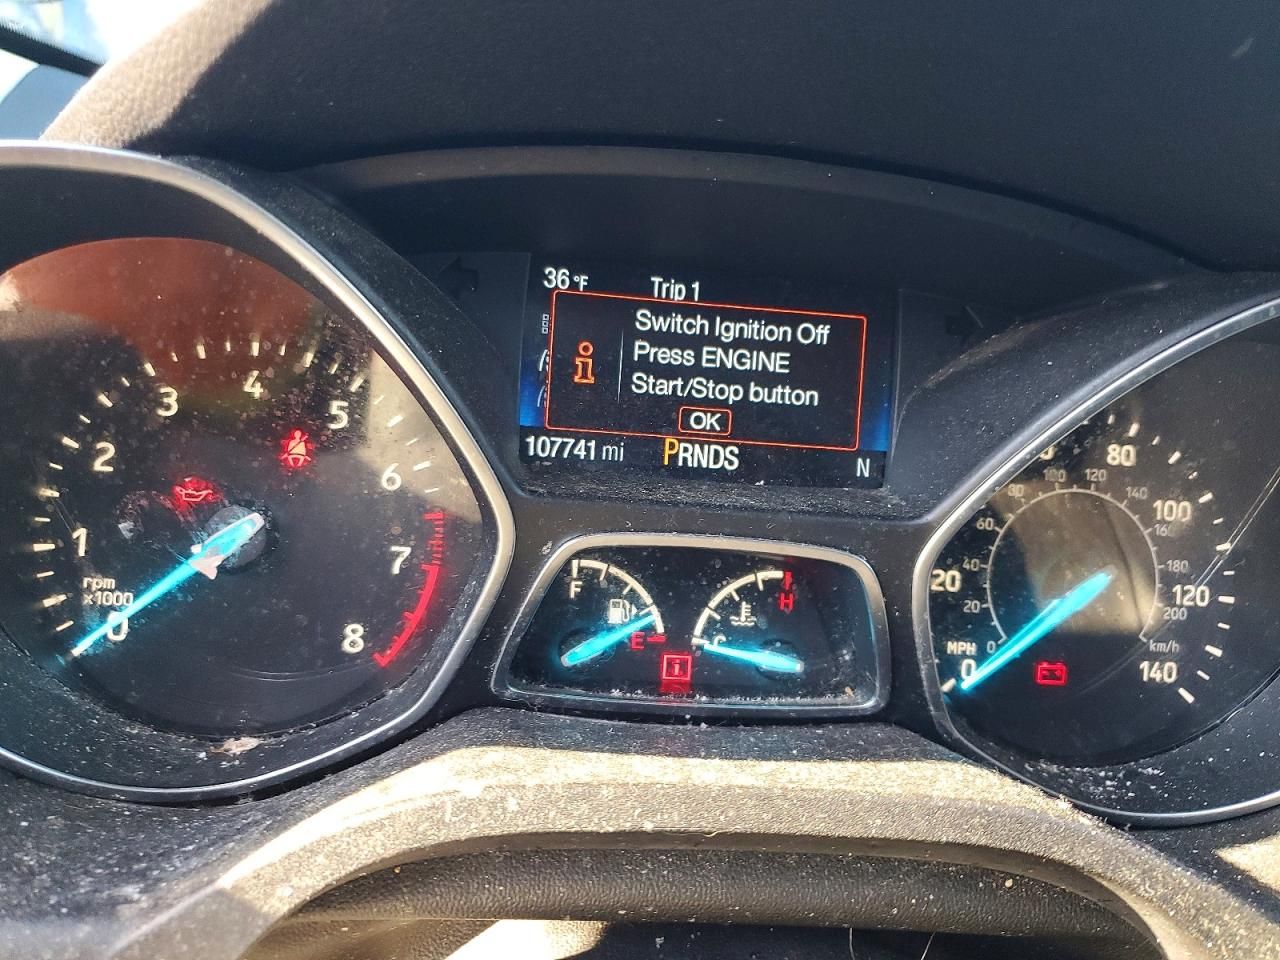 36 °F Trip 1
Switch Ignition Off
Press ENGINE
Start/Stop button
OK
107741 mi PRNDS N
0
1
2
3
4
5
6
7
8
rpm
x1000
F
E
C
H
MPH
0
20
80
100
120
140
km/h
0
20
40
60
80
100
120
140
160
180
200